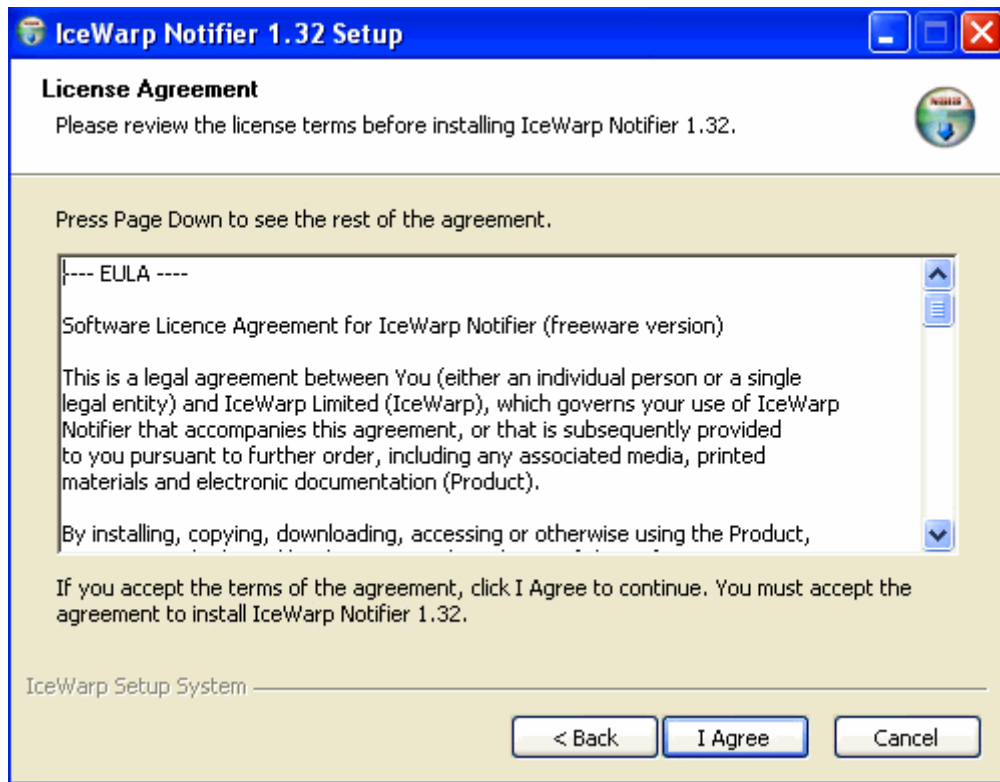 IceWarp Notifier 1.32 Setup
License Agreement
Please review the license terms before installing IceWarp Notifier 1.32.
Press Page Down to see the rest of the agreement.
---- EULA ----
Software Licence Agreement for IceWarp Notifier (freeware version)
This is a legal agreement between You (either an individual person or a single
legal entity) and IceWarp Limited (IceWarp), which governs your use of IceWarp
Notifier that accompanies this agreement, or that is subsequently provided
to you pursuant to further order, including any associated media, printed
materials and electronic documentation (Product).
By installing, copying, downloading, accessing or otherwise using the Product,
If you accept the terms of the agreement, click I Agree to continue. You must accept the
agreement to install IceWarp Notifier 1.32.
IceWarp Setup System
< Back
I Agree
Cancel